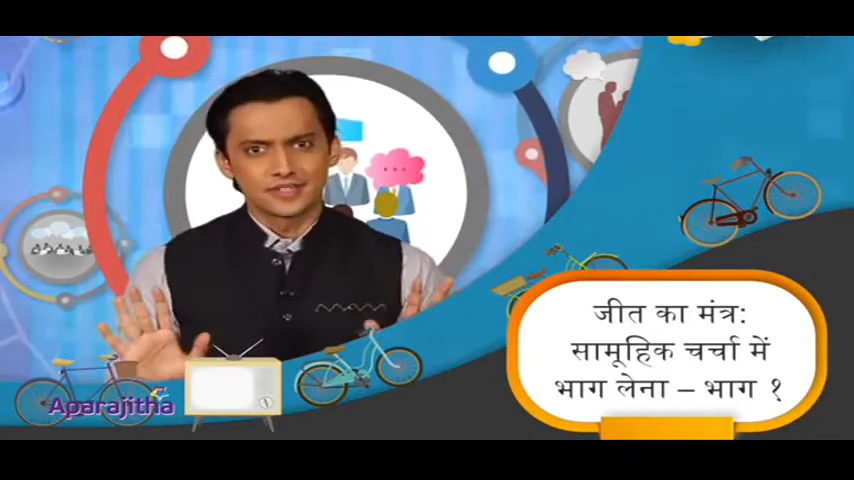 जीत का मंत्र:
सामूहिक चर्चा में
भाग लेना – भाग १
Aparajitha